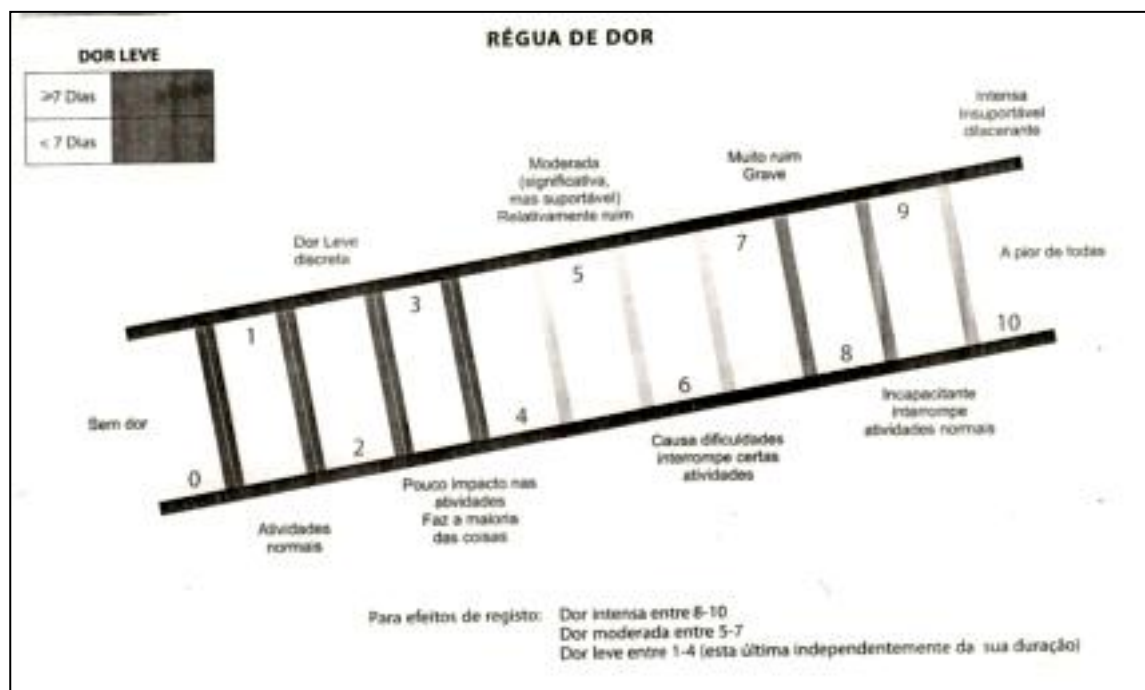 RÉGUA DE DOR
DOR LEVE
≥7 Dias
< 7 Dias
Intensa
Insuportável
dilacerante
Muito ruim
Grave
Moderada
(significativa,
mas suportável)
Relativamente ruim
Dor Leve
discreta
A pior de todas
Sem dor
0
1
2
3
4
5
6
7
8
9
10
Atividades
normais
Pouco impacto nas
atividades
Faz a maioria
das coisas
Causa dificuldades
interrompe certas
atividades
Incapacitante
interrompe
atividades normais
Para efeitos de registo: Dor intensa entre 8-10
Dor moderada entre 5-7
Dor leve entre 1-4 (esta última independentemente da sua duração)